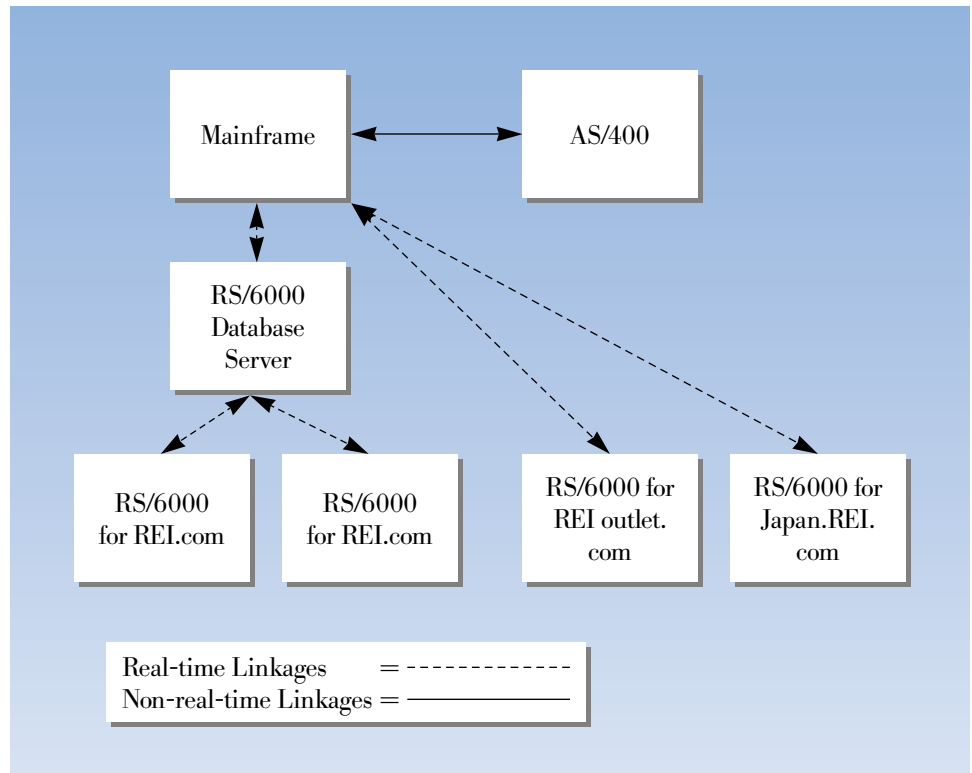 Mainframe
AS/400
RS/6000
Database
Server
RS/6000
for REI.com
RS/6000
for REI.com
RS/6000 for
REI outlet.
com
RS/6000 for
Japan.REI.
com
Real-time Linkages =
Non-real-time Linkages =